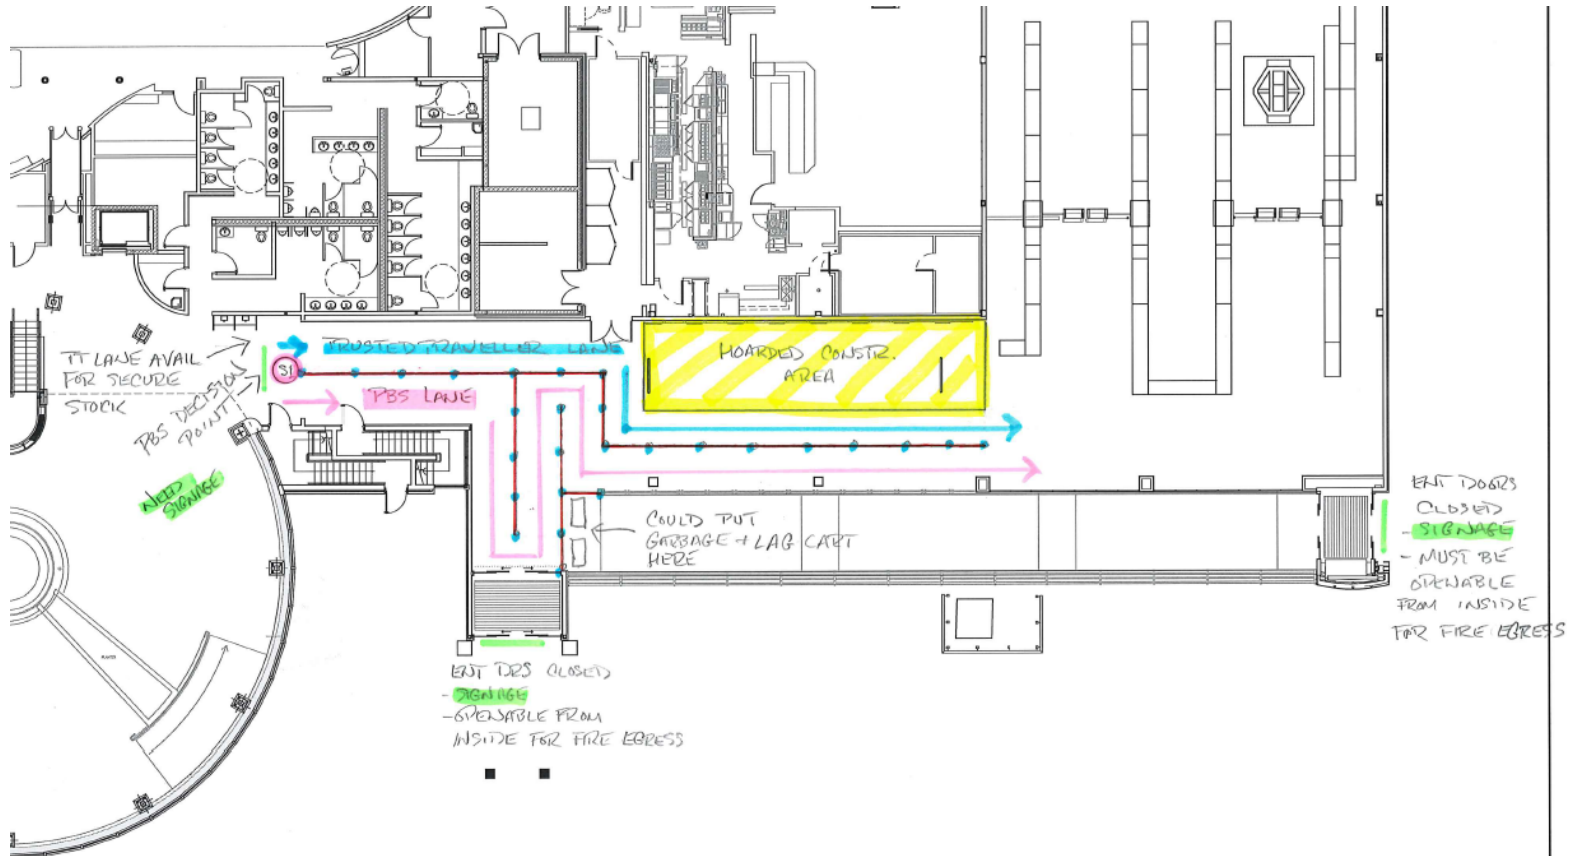 TRUSTED TRAVELLER LANE
S1
PBS LANE
HOARDED CONSTR.
AREA
TT LANE AVAIL
FOR SECURE
STOCK
PBS DECISION
POINT
NEED
SIGNAGE
COULD PUT
GARBAGE + LAG CART
HERE
ENT DOORS
CLOSED
- SIGNAGE
- MUST BE
OPENABLE
FROM INSIDE
FOR FIRE EGRESS
ENT DRS CLOSED
- SIGNAGE
- OPENABLE FROM
INSIDE FOR FIRE EGRESS